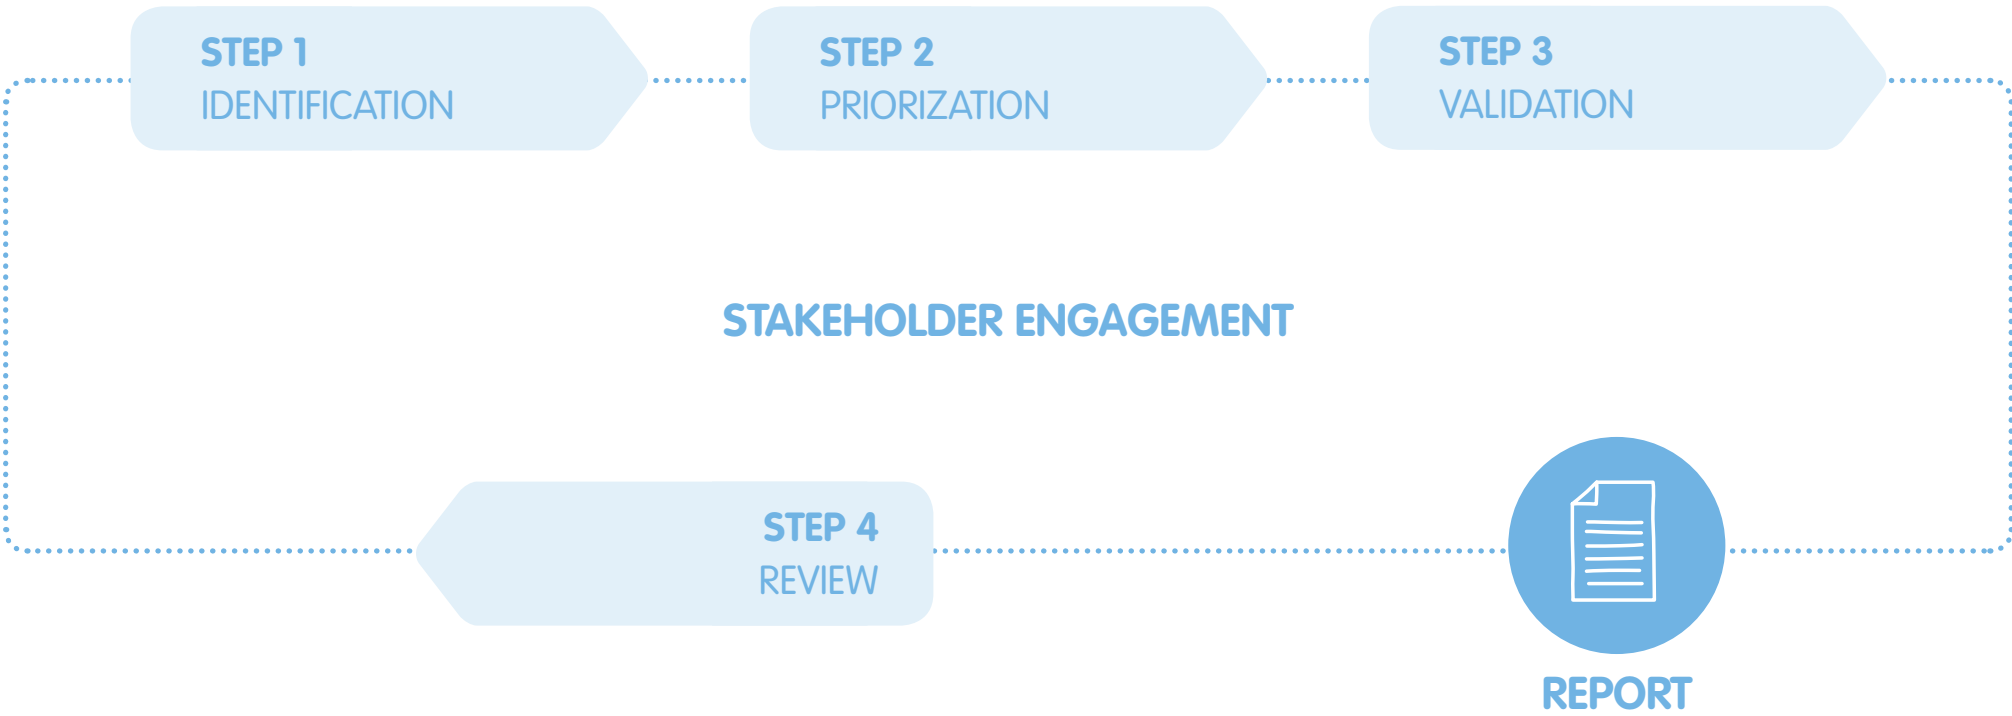 STEP 1
IDENTIFICATION
STEP 2
PRIORIZATION
STEP 3
VALIDATION
STAKEHOLDER ENGAGEMENT
STEP 4
REVIEW
REPORT